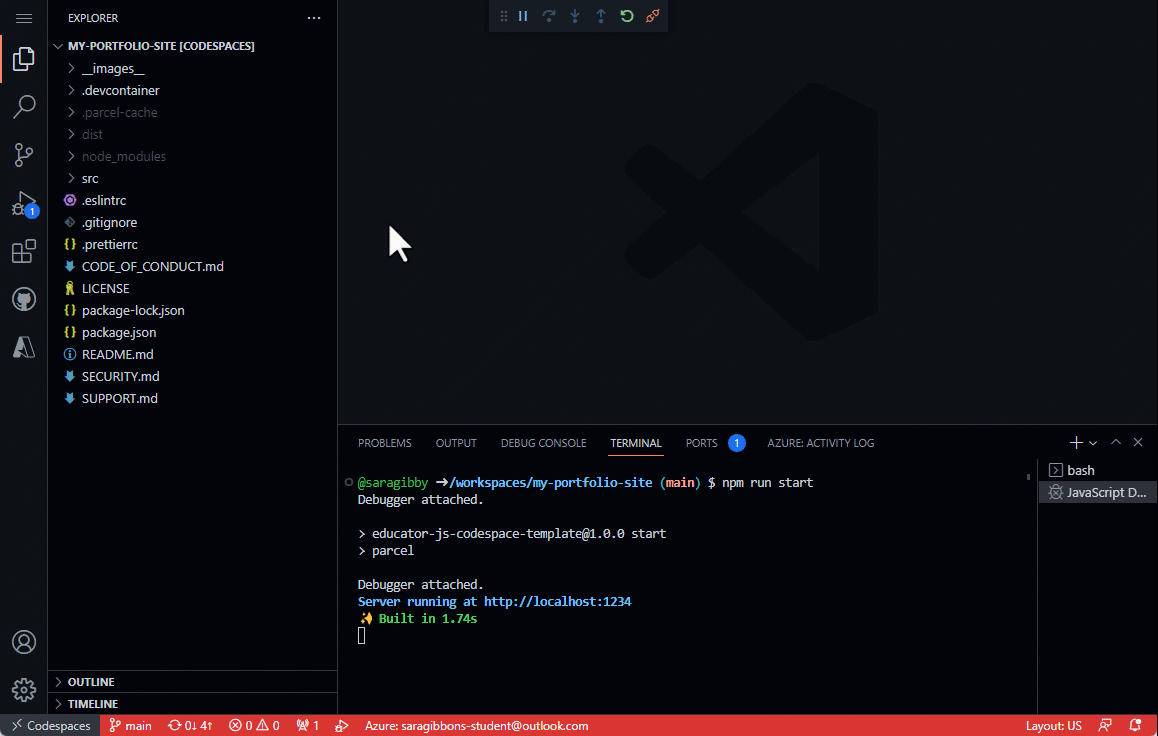 EXPLORER
MY-PORTFOLIO-SITE [CODESPACES]
__images__
.devcontainer
.parcel-cache
dist
node_modules
src
.eslintrc
.gitignore
.prettierrc
CODE_OF_CONDUCT.md
LICENSE
package-lock.json
package.json
README.md
SECURITY.md
SUPPORT.md
OUTLINE
TIMELINE
1
PROBLEMS OUTPUT DEBUG CONSOLE TERMINAL PORTS 1 AZURE: ACTIVITY LOG
@saragibby ➜/workspaces/my-portfolio-site (main) $ npm run start
Debugger attached.
> educator-js-codespace-template@1.0.0 start
> parcel
Debugger attached.
Server running at http://localhost:1234
✨ Built in 1.74s
bash
JavaScript D...
Codespaces main 0↓ 4↑ 0 0 1 Azure: saragibbons-student@outlook.com Layout: US